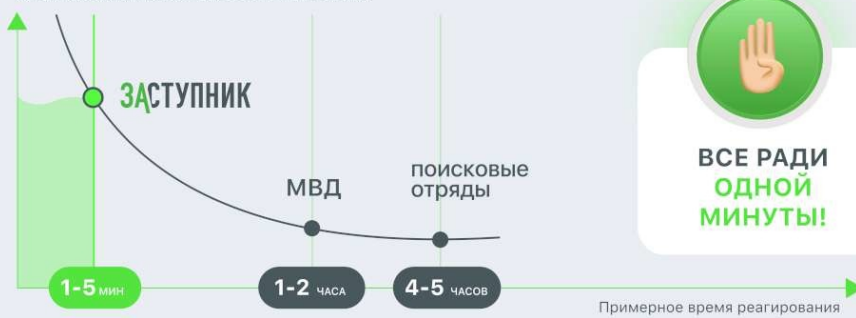 ЗАСТУПНИК
МВД
поисковые
отряды
1-5 мин
1-2 часа
4-5 часов
Примерное время реагирования
ВСЕ РАДИ
ОДНОЙ
МИНУТЫ!